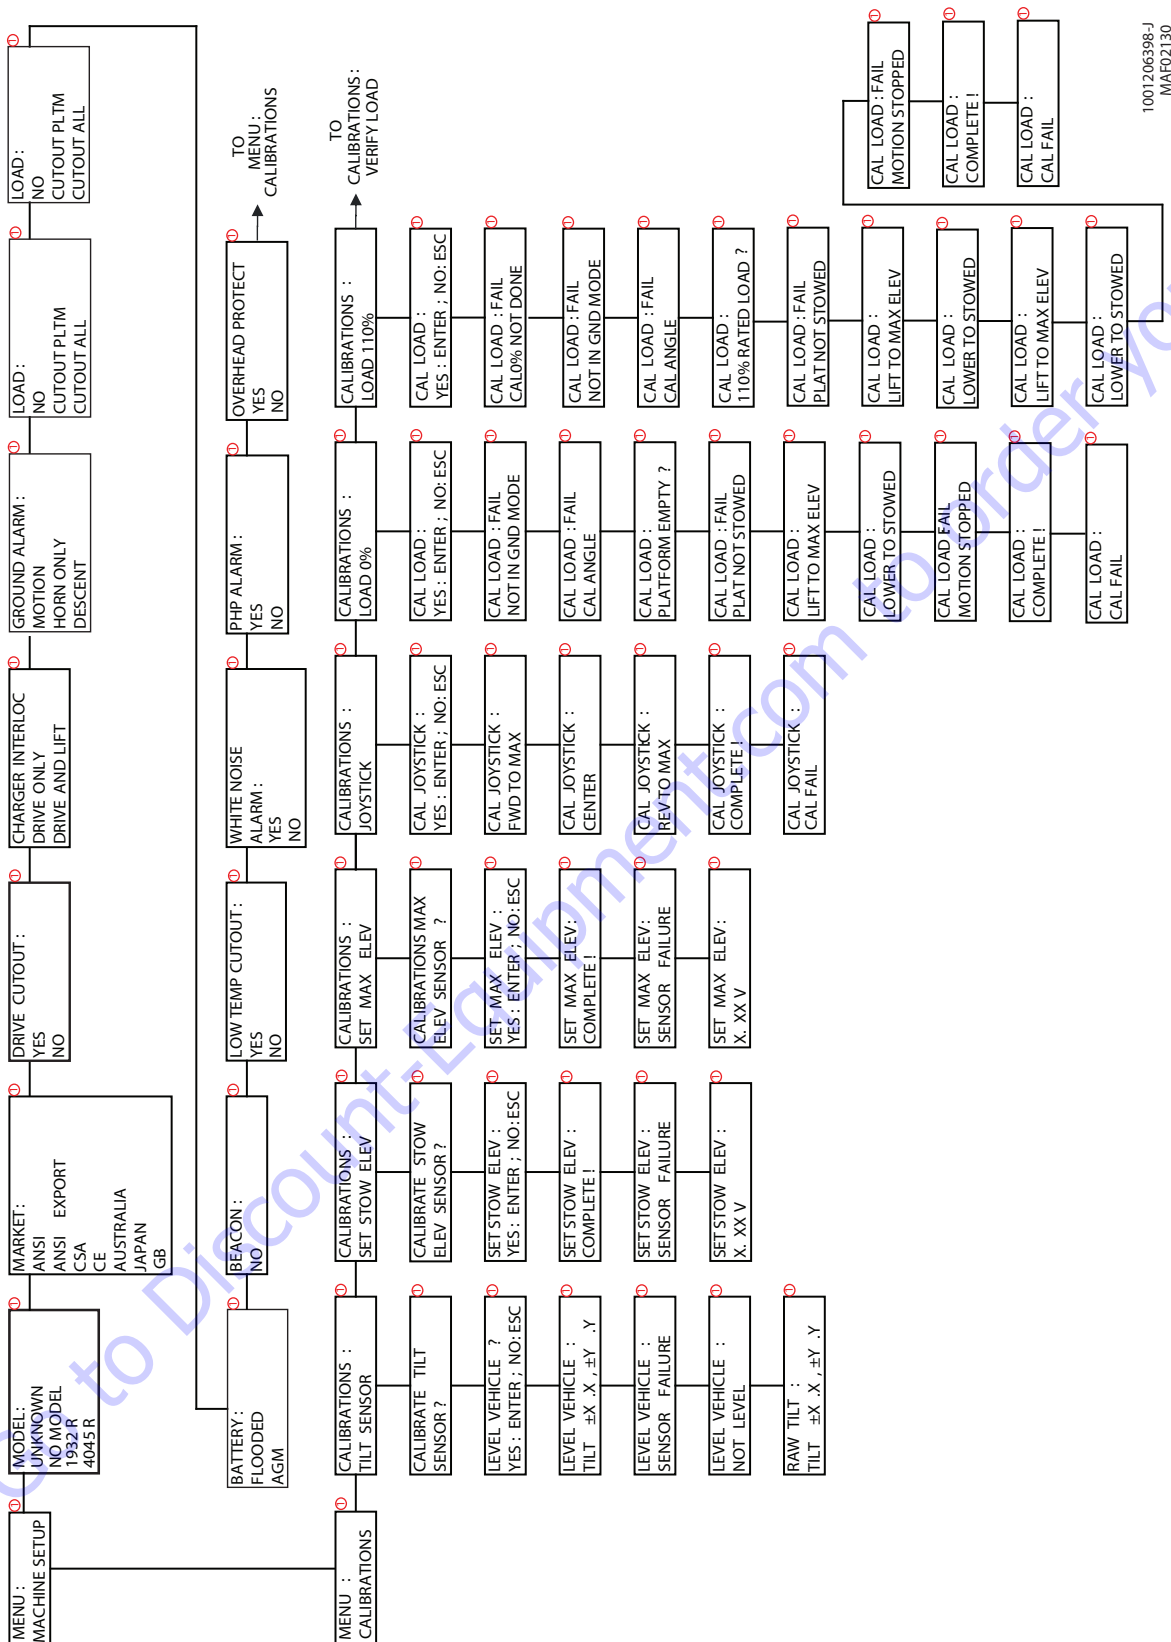 MENU :
MACHINE SETUP
MODEL :
UNKNOWN
NO MODEL
1932 R
4045 R
MARKET :
ANSI
ANSI EXPORT
CSA
CE
AUSTRALIA
JAPAN
GB
DRIVE CUTOUT :
YES
NO
CHARGER INTERLOC
DRIVE ONLY
DRIVE AND LIFT
GROUND ALARM :
MOTION
HORN ONLY
DESCENT
LOAD :
NO
CUTOUT PLTM
CUTOUT ALL
LOAD :
NO
CUTOUT PLTM
CUTOUT ALL
BATTERY :
FLOODED
AGM
BEACON :
NO
LOW TEMP CUTOUT :
YES
NO
WHITE NOISE
ALARM :
YES
NO
PHP ALARM :
YES
NO
OVERHEAD PROTECT
YES
NO
TO
MENU :
CALIBRATIONS
MENU :
CALIBRATIONS
CALIBRATIONS :
TILT SENSOR
CALIBRATE TILT
SENSOR ?
LEVEL VEHICLE ?
YES : ENTER ; NO: ESC
LEVEL VEHICLE :
TILT ±X .X , ±Y .Y
LEVEL VEHICLE :
SENSOR FAILURE
LEVEL VEHICLE :
NOT LEVEL
RAW TILT :
TILT ±X .X , ±Y .Y
CALIBRATIONS :
SET STOW ELEV
CALIBRATE STOW
ELEV SENSOR ?
SET STOW ELEV :
YES : ENTER ; NO: ESC
SET STOW ELEV :
COMPLETE !
SET STOW ELEV :
SENSOR FAILURE
SET STOW ELEV :
X. XX V
CALIBRATIONS :
SET MAX ELEV
CALIBRATIONS MAX
ELEV SENSOR ?
SET MAX ELEV :
YES : ENTER ; NO: ESC
SET MAX ELEV:
COMPLETE !
SET MAX ELEV:
SENSOR FAILURE
SET MAX ELEV:
X. XX V
CALIBRATIONS :
JOYSTICK
CAL JOYSTICK :
YES : ENTER ; NO: ESC
CAL JOYSTICK :
FWD TO MAX
CAL JOYSTICK :
CENTER
CAL JOYSTICK :
REV TO MAX
CAL JOYSTICK :
COMPLETE !
CAL JOYSTICK :
CAL FAIL
CALIBRATIONS :
LOAD 0%
CAL LOAD :
YES : ENTER ; NO: ESC
CAL LOAD : FAIL
NOT IN GND MODE
CAL LOAD : FAIL
CAL ANGLE
CAL LOAD :
PLATFORM EMPTY ?
CAL LOAD : FAIL
PLAT NOT STOWED
CAL LOAD :
LIFT TO MAX ELEV
CAL LOAD :
LOWER TO STOWED
CAL LOAD FAIL
MOTION STOPPED
CAL LOAD :
COMPLETE !
CAL LOAD :
CAL FAIL
CALIBRATIONS :
LOAD 110%
TO
CALIBRATIONS :
VERIFY LOAD
CAL LOAD :
YES : ENTER ; NO: ESC
CAL LOAD : FAIL
CAL0% NOT DONE
CAL LOAD : FAIL
NOT IN GND MODE
CAL LOAD : FAIL
CAL ANGLE
CAL LOAD :
110% RATED LOAD ?
CAL LOAD : FAIL
PLAT NOT STOWED
CAL LOAD :
LIFT TO MAX ELEV
CAL LOAD :
LOWER TO STOWED
CAL LOAD :
LIFT TO MAX ELEV
CAL LOAD :
LOWER TO STOWED
CAL LOAD : FAIL
MOTION STOPPED
CAL LOAD :
COMPLETE !
CAL LOAD :
CAL FAIL
1001206398-J
MAF02130
to Discount-Equipment.com to order